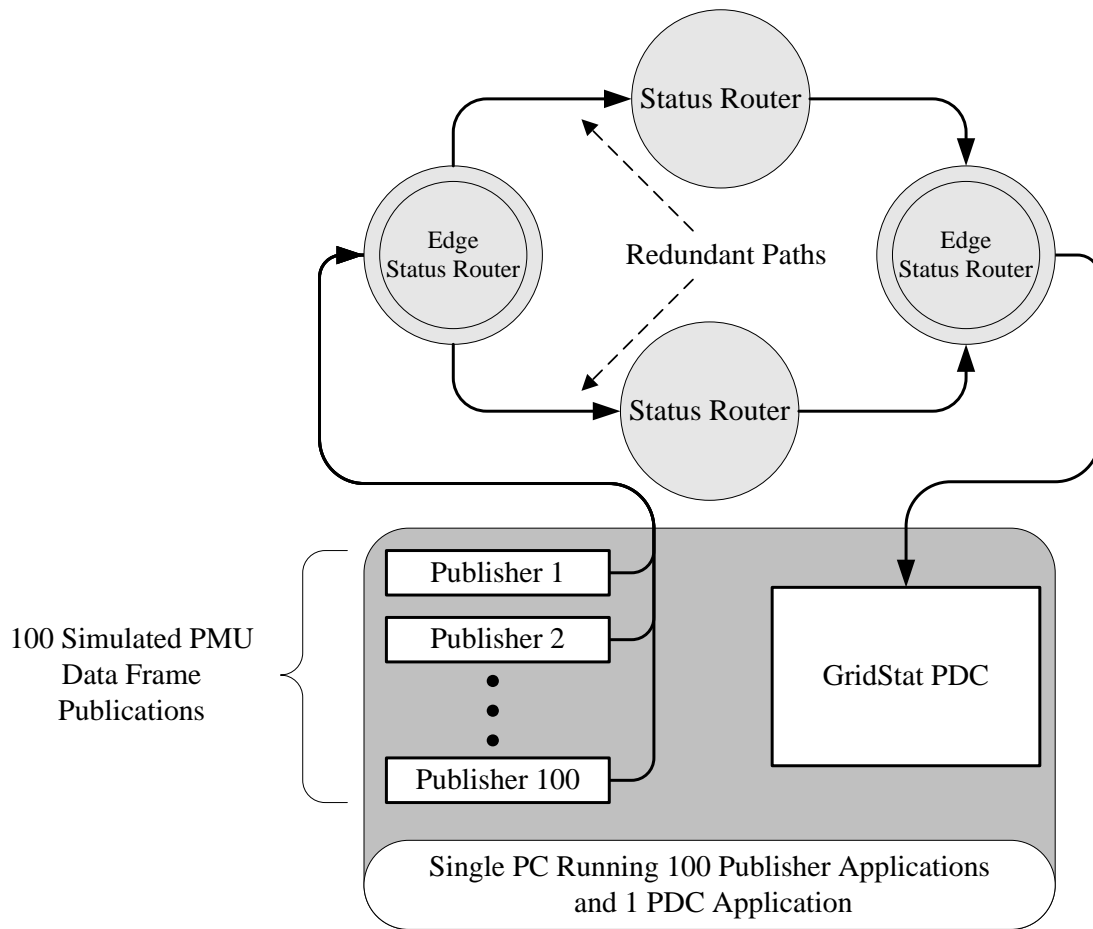 Status Router
Edge
Status Router
Redundant Paths
Edge
Status Router
Status Router
100 Simulated PMU
Data Frame
Publications
Publisher 1
Publisher 2
Publisher 100
GridStat PDC
Single PC Running 100 Publisher Applications
and 1 PDC Application